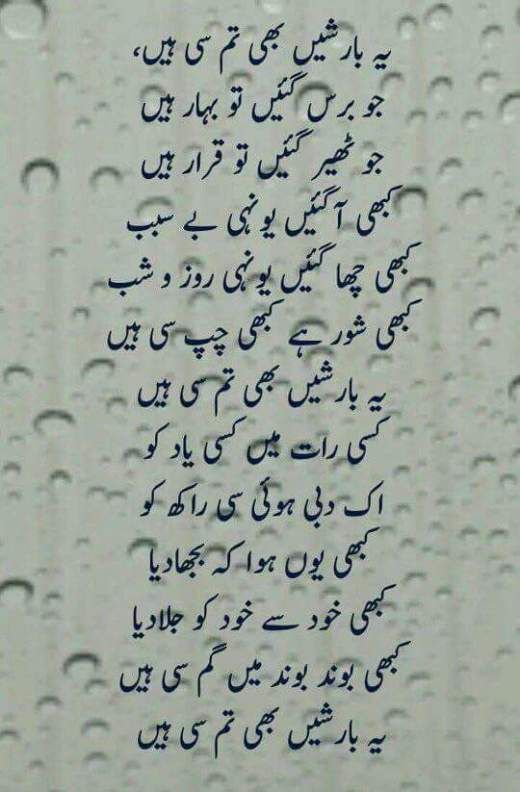 یہ بارشیں بھی تم سی ہیں،
جو برس گئیں تو بہار ہیں
جو ٹھیر گئیں تو قرار ہیں
کبھی آ گئیں یونہی بے سبب
کبھی چھا گئیں یونہی روز و شب
کبھی شور ہے کبھی چپ سی ہیں
یہ بارشیں بھی تم سی ہیں
کسی رات میں کسی یاد کو
اک دبی ہوئی سی راکھ کو
کبھی یوں ہوا کہ بجھادیا
کبھی خود سے خود کو جلادیا
کبھی بوند بوند میں گم سی ہیں
یہ بارشیں بھی تم سی ہیں